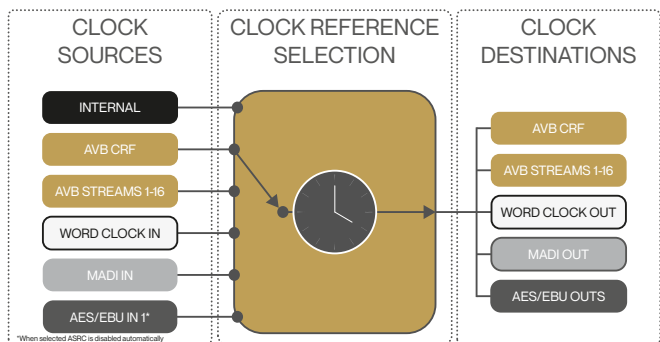 CLOCK
SOURCES
INTERNAL
AVB CRF
AVB STREAMS 1-16
WORD CLOCK IN
MADI IN
AES/EBU IN 1*
*When selected ASRC is disabled automatically
CLOCK REFERENCE
SELECTION
CLOCK
DESTINATIONS
AVB CRF
AVB STREAMS 1-16
WORD CLOCK OUT
MADI OUT
AES/EBU OUTS